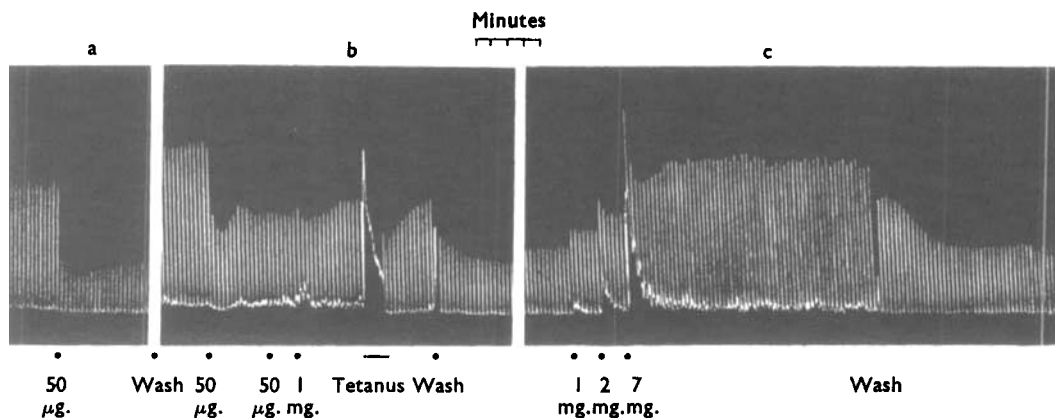 Minutes
a b c
50 Wash 50 50 1 Tetanus Wash 1 2 7 Wash
μg. μg. μg. mg. mg. mg. mg.